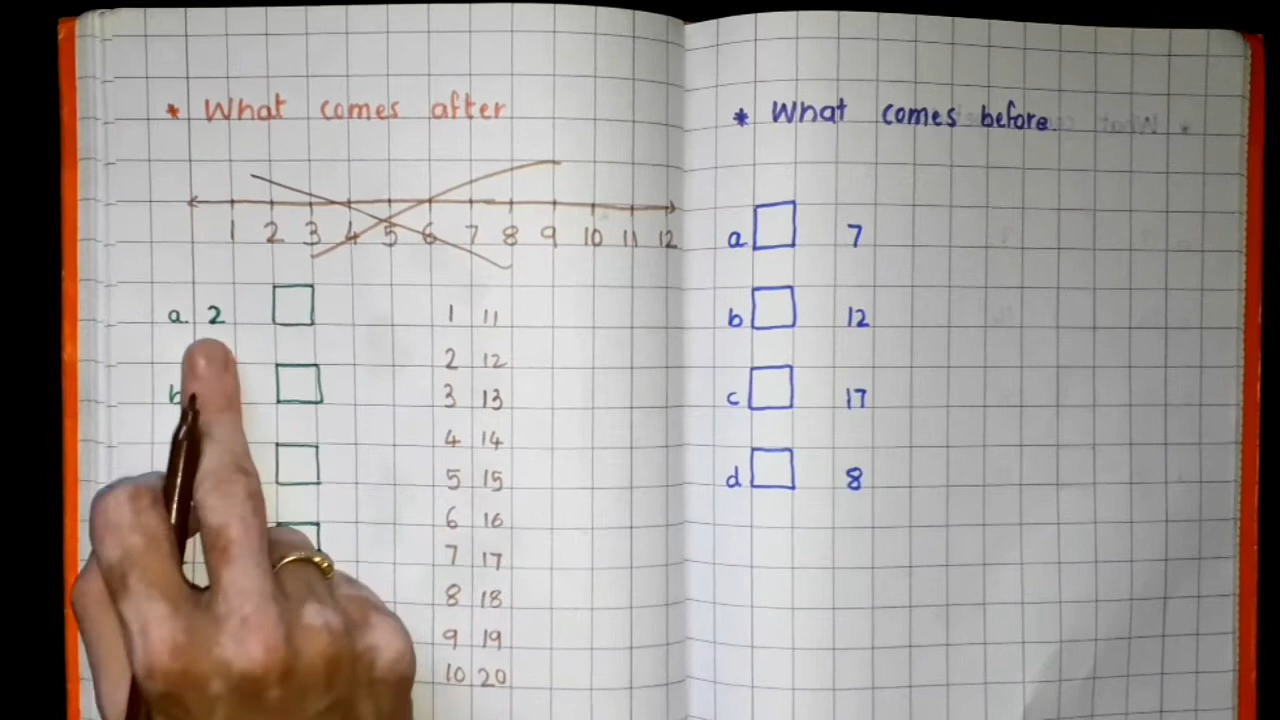 * What comes after
1 2 3 4 5 6 7 8 9 10 11 12
a 2
b
1 11
2 12
3 13
4 14
5 15
6 16
7 17
8 18
9 19
10 20
* What comes before.
a 7
b 12
c 17
d 8